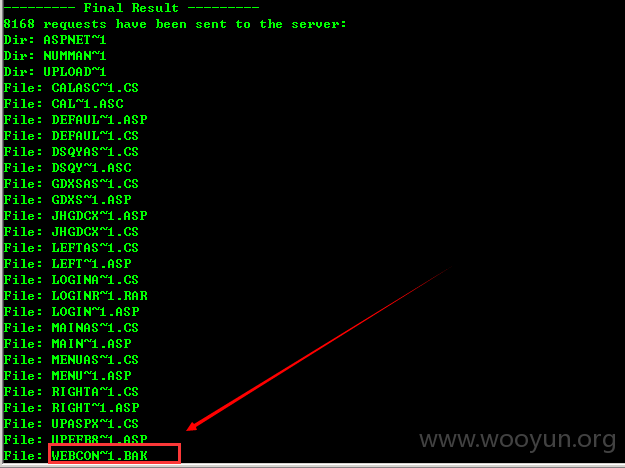 --------- Final Result ---------
8168 requests have been sent to the server:
Dir: ASPNET~1
Dir: NUMMAN~1
Dir: UPLOAD~1
File: CALASC~1.CS
File: CAL~1.ASC
File: DEFAUL~1.ASP
File: DEFAUL~1.CS
File: DSQYAS~1.CS
File: DSQY~1.ASC
File: GDXSAS~1.CS
File: GDXS~1.ASP
File: JHGDCX~1.ASP
File: JHGDCX~1.CS
File: LEFTAS~1.CS
File: LEFT~1.ASP
File: LOGINA~1.CS
File: LOGINR~1.RAR
File: LOGIN~1.ASP
File: MAINAS~1.CS
File: MAIN~1.ASP
File: MENUAS~1.CS
File: MENU~1.ASP
File: RIGHTA~1.CS
File: RIGHT~1.ASP
File: UPASPX~1.CS
File: UPEFB8~1.ASP
File: WEBCON~1.BAK
www.wooyun.org